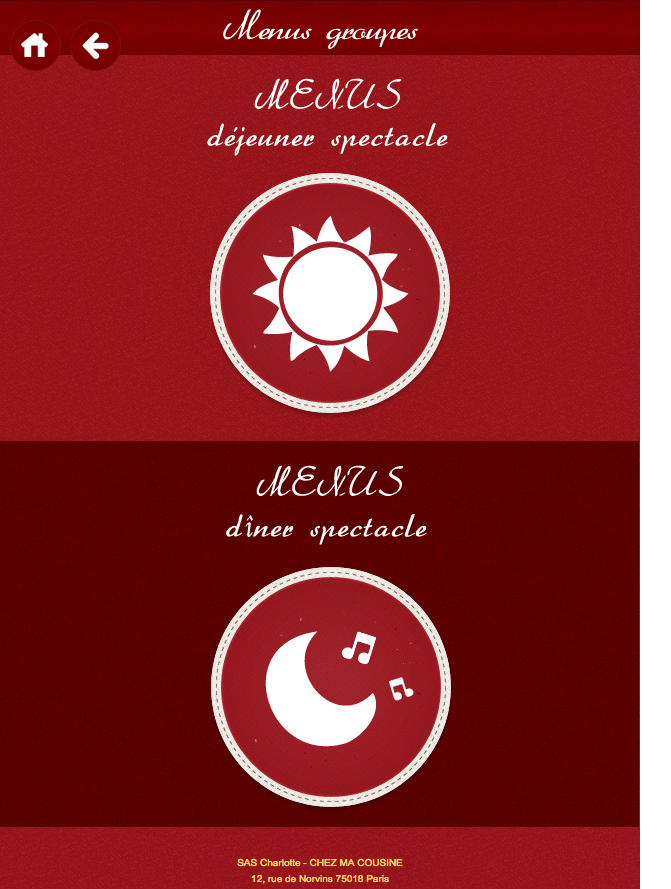 Menus groupes
MENUS
déjeuner spectacle
MENUS
dîner spectacle
SAS Charlotte - CHEZ MA COUSINE
12, rue de Norvins 75018 Paris